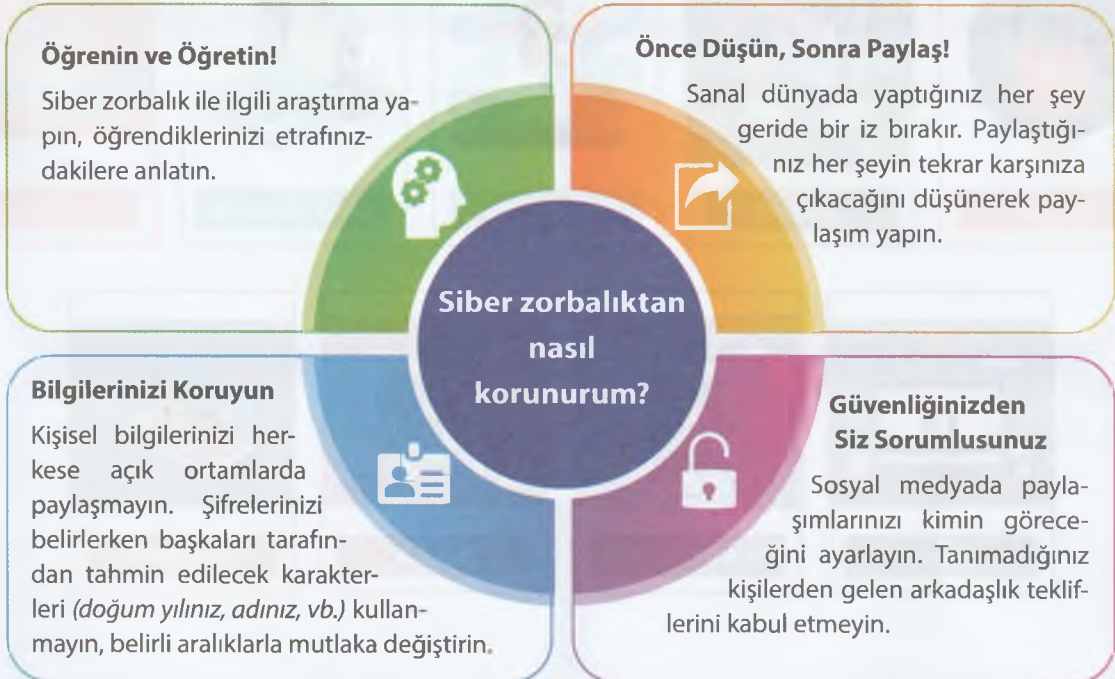 Öğrenin ve Öğretin!
Siber zorbalık ile ilgili araştırma ya-
pın, öğrendiklerinizi etrafınız-
dakilere anlatın.
Önce Düşün, Sonra Paylaş!
Sanal dünyada yaptığınız her şey
geride bir iz bırakır. Paylaştığı-
nız her şeyin tekrar karşınıza
çıkacağını düşünerek pay-
laşım yapın.
Siber zorbalıktan
nasıl
korunurum?
Bilgilerinizi Koruyun
Kişisel bilgilerinizi her-
kese açık ortamlarda
paylaşmayın. Şifrelerinizi
belirlerken başkaları tarafın-
dan tahmin edilecek karakter-
leri (doğum yılınız, adınız, vb.) kullan-
mayın, belirli aralıklarla mutlaka değiştirin.
Güvenliğinizden
Siz Sorumlusunuz
Sosyal medyada payla-
şımlarınızı kimin görece-
ğini ayarlayın. Tanımadığınız
kişilerden gelen arkadaşlık teklif-
lerini kabul etmeyin.